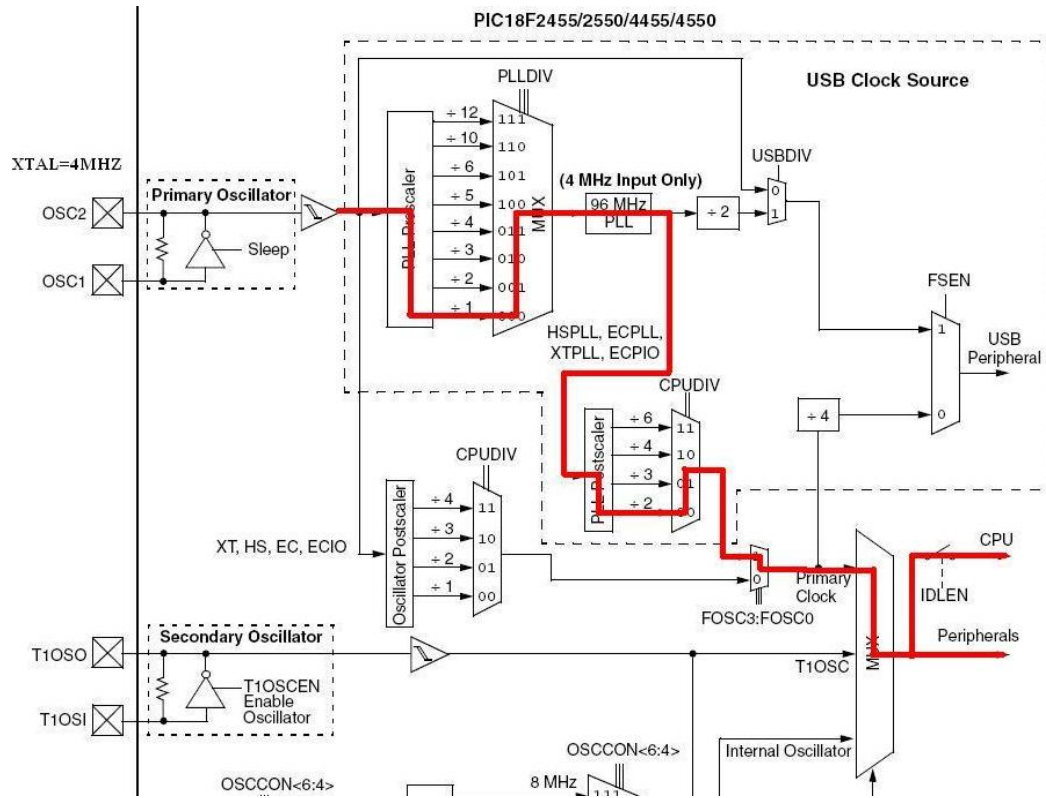 PIC18F2455/2550/4455/4550
PLLDIV
USB Clock Source
÷ 12
111
÷ 10
110
XTAL=4MHZ
÷ 6
101
USBDIV
Primary Oscillator
(4 MHz Input Only)
÷ 5
100
0
OSC2
PLL Prescaler
MUX
96 MHz
PLL
÷ 2
1
÷ 4
011
Sleep
÷ 3
010
OSC1
÷ 2
001
FSEN
÷ 1
000
HSPLL, ECPLL,
XTPLL, ECPIO
1
USB
Peripheral
CPUDIV
÷ 4
0
÷ 6
11
÷ 4
10
CPUDIV
PLL Postscaler
÷ 3
01
÷ 4
11
÷ 2
00
Oscillator Postscaler
÷ 3
10
CPU
XT, HS, EC, ECIO
÷ 2
01
÷ 1
00
0
Primary
Clock
IDLEN
FOSC3:FOSC0
Secondary Oscillator
Peripherals
T1OSO
MUX
T1OSC
T1OSCEN
Enable
Oscillator
T1OSI
OSCCON<6:4>
Internal Oscillator
OSCCON<6:4>
8 MHz
111